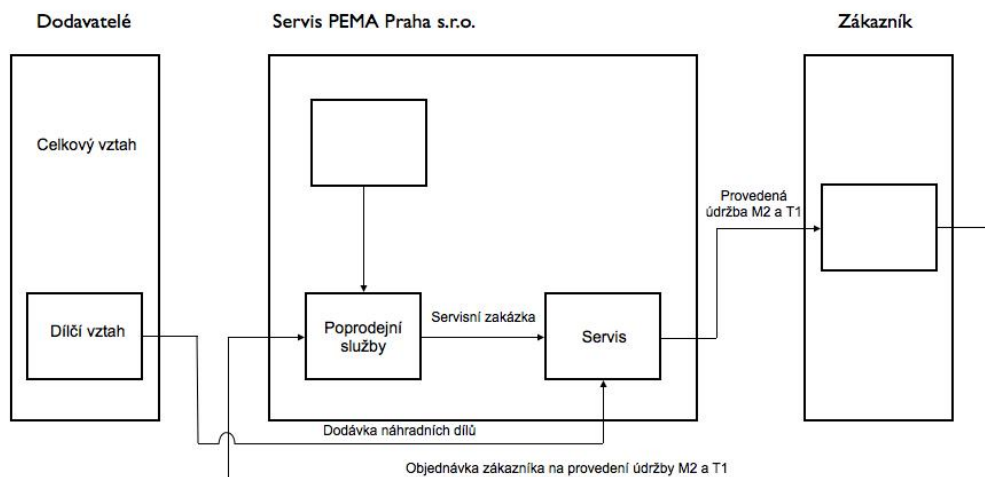 Dodavatelé
Servis PEMA Praha s.r.o.
Zákazník
Celkový vztah
Provedená
údržba M2 a T1
Dílčí vztah
Poprodejní
služby
Servisní zakázka
Servis
Dodávka náhradních dílů
Objednávka zákazníka na provedení údržby M2 a T1